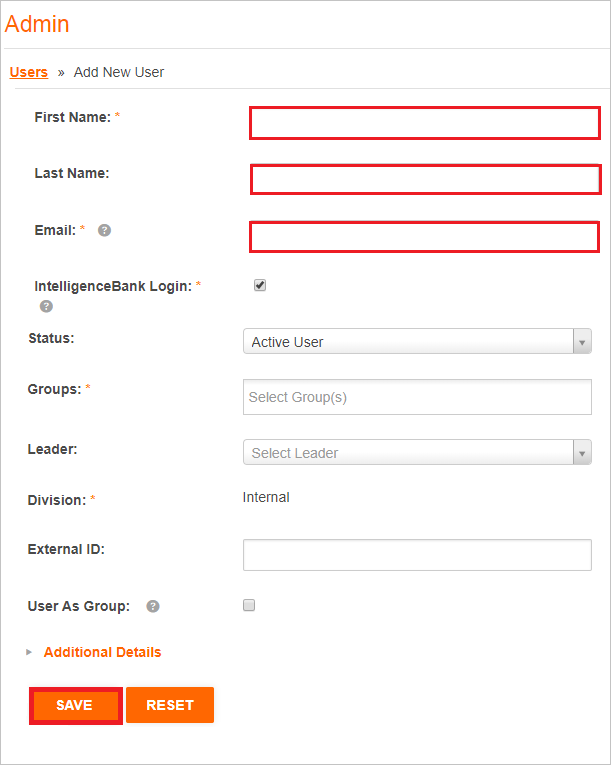 Admin
Users » Add New User
First Name: *
Last Name:
Email: * ?
IntelligenceBank Login: *
?
Status: Active User
Groups: * Select Group(s)
Leader: Select Leader
Division: * Internal
External ID:
User As Group: ?
Additional Details
SAVE RESET